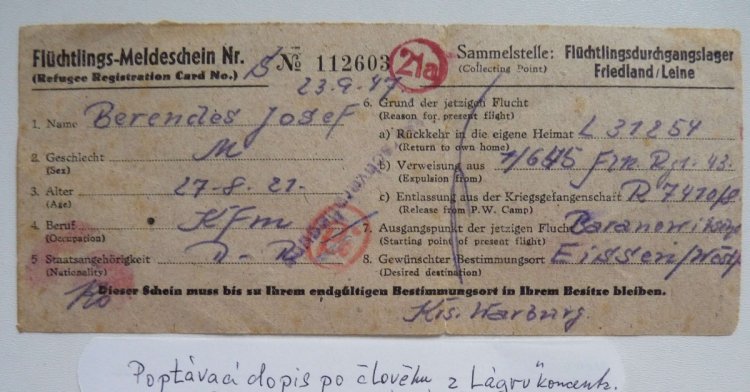 Flüchtlings-Meldeschein Nr.
(Refugee Registration Card No.)
№ 112603
21a
23.9.47
Sammelstelle: Flüchtlingsdurchgangslager
(Collecting Point) Friedland/Leine
1. Name Berendes Josef
2. Geschlecht M
(Sex)
3. Alter 27-8.21.
(Age)
4. Beruf Kfm
(Occupation)
5 Staatsangehörigkeit
(Nationality)
6. Grund der jetzigen Flucht
(Reason for present flight)
a) Rückkehr in die eigene Heimat L 31254
(Return to own home)
b) Verweisung aus
(Expulsion from)
c) Entlassung aus der Kriegsgefangenschaft
(Release from P.W. Camp)
7. Ausgangspunkt der jetzigen Flucht
(Starting point of present flight)
8. Gewünschter Bestimmungsort
(Desired destination)
Dieser Schein muss bis zu Ihrem endgültigen Bestimmungsort in Ihrem Besitze bleiben.
Krs. Warburg.
Poptávací dopis po člověku z Lágru